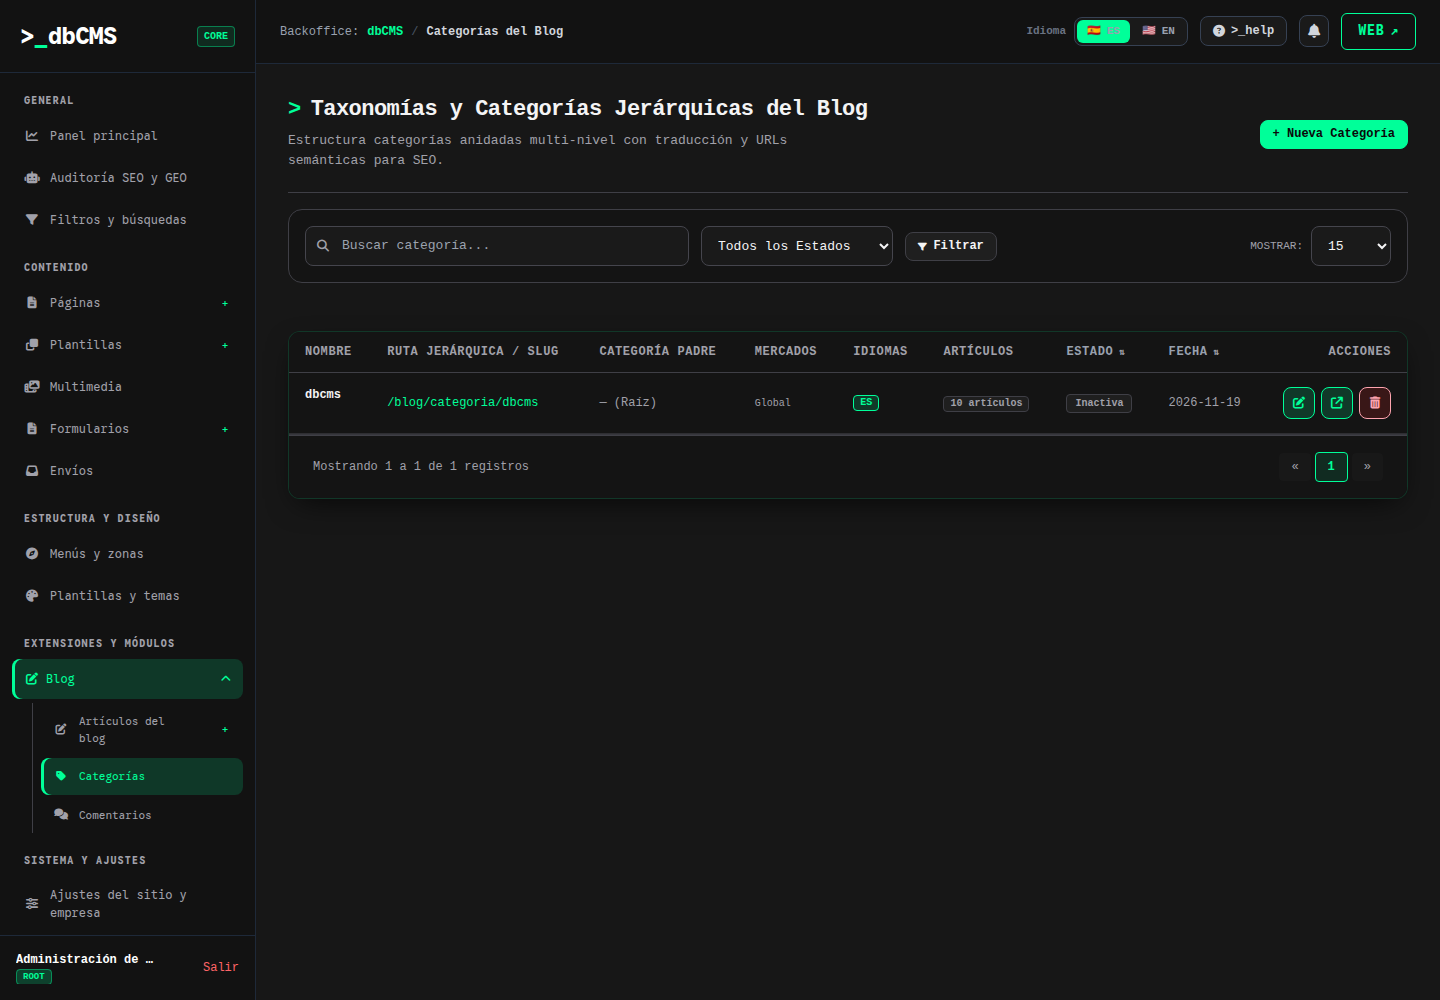 >_dbCMS
CORE
GENERAL
Panel principal
Auditoría SEO y GEO
Filtros y búsquedas
CONTENIDO
Páginas +
Plantillas +
Multimedia
Formularios +
Envíos
ESTRUCTURA Y DISEÑO
Menús y zonas
Plantillas y temas
EXTENSIONES Y MÓDULOS
Blog
Artículos del
blog +
Categorías
Comentarios
SISTEMA Y AJUSTES
Ajustes del sitio y
empresa
Administración de …
ROOT
Salir
Backoffice: dbCMS / Categorías del Blog
Idioma
EN
>_help
WEB ↗
> Taxonomías y Categorías Jerárquicas del Blog
Estructura categorías anidadas multi-nivel con traducción y URLs
semánticas para SEO.
+ Nueva Categoría
Buscar categoría...
Todos los Estados
Filtrar
MOSTRAR:
15
NOMBRE RUTA JERÁRQUICA / SLUG CATEGORÍA PADRE MERCADOS IDIOMAS ARTÍCULOS ESTADO ⇅ FECHA ⇅ ACCIONES
dbcms /blog/categoria/dbcms — (Raíz) Global ES 10 artículos Inactiva 2026-11-19
Mostrando 1 a 1 de 1 registros
« 1 »